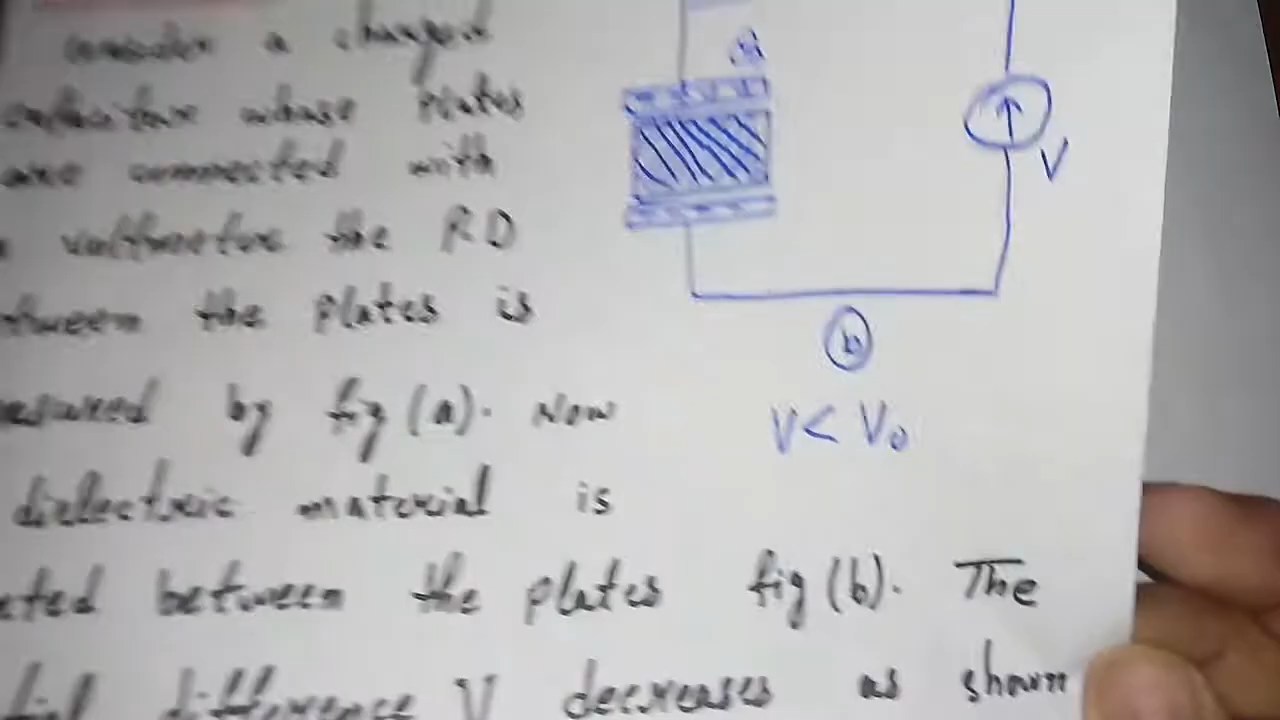 consider a charged
capacitor whose plates
are connected with
voltmetre the P.D
between the plates is
measured by fig (a). Now
dielectric material is
between the plates fig (b). The
difference V decreases as shown
V
b
V < V₀